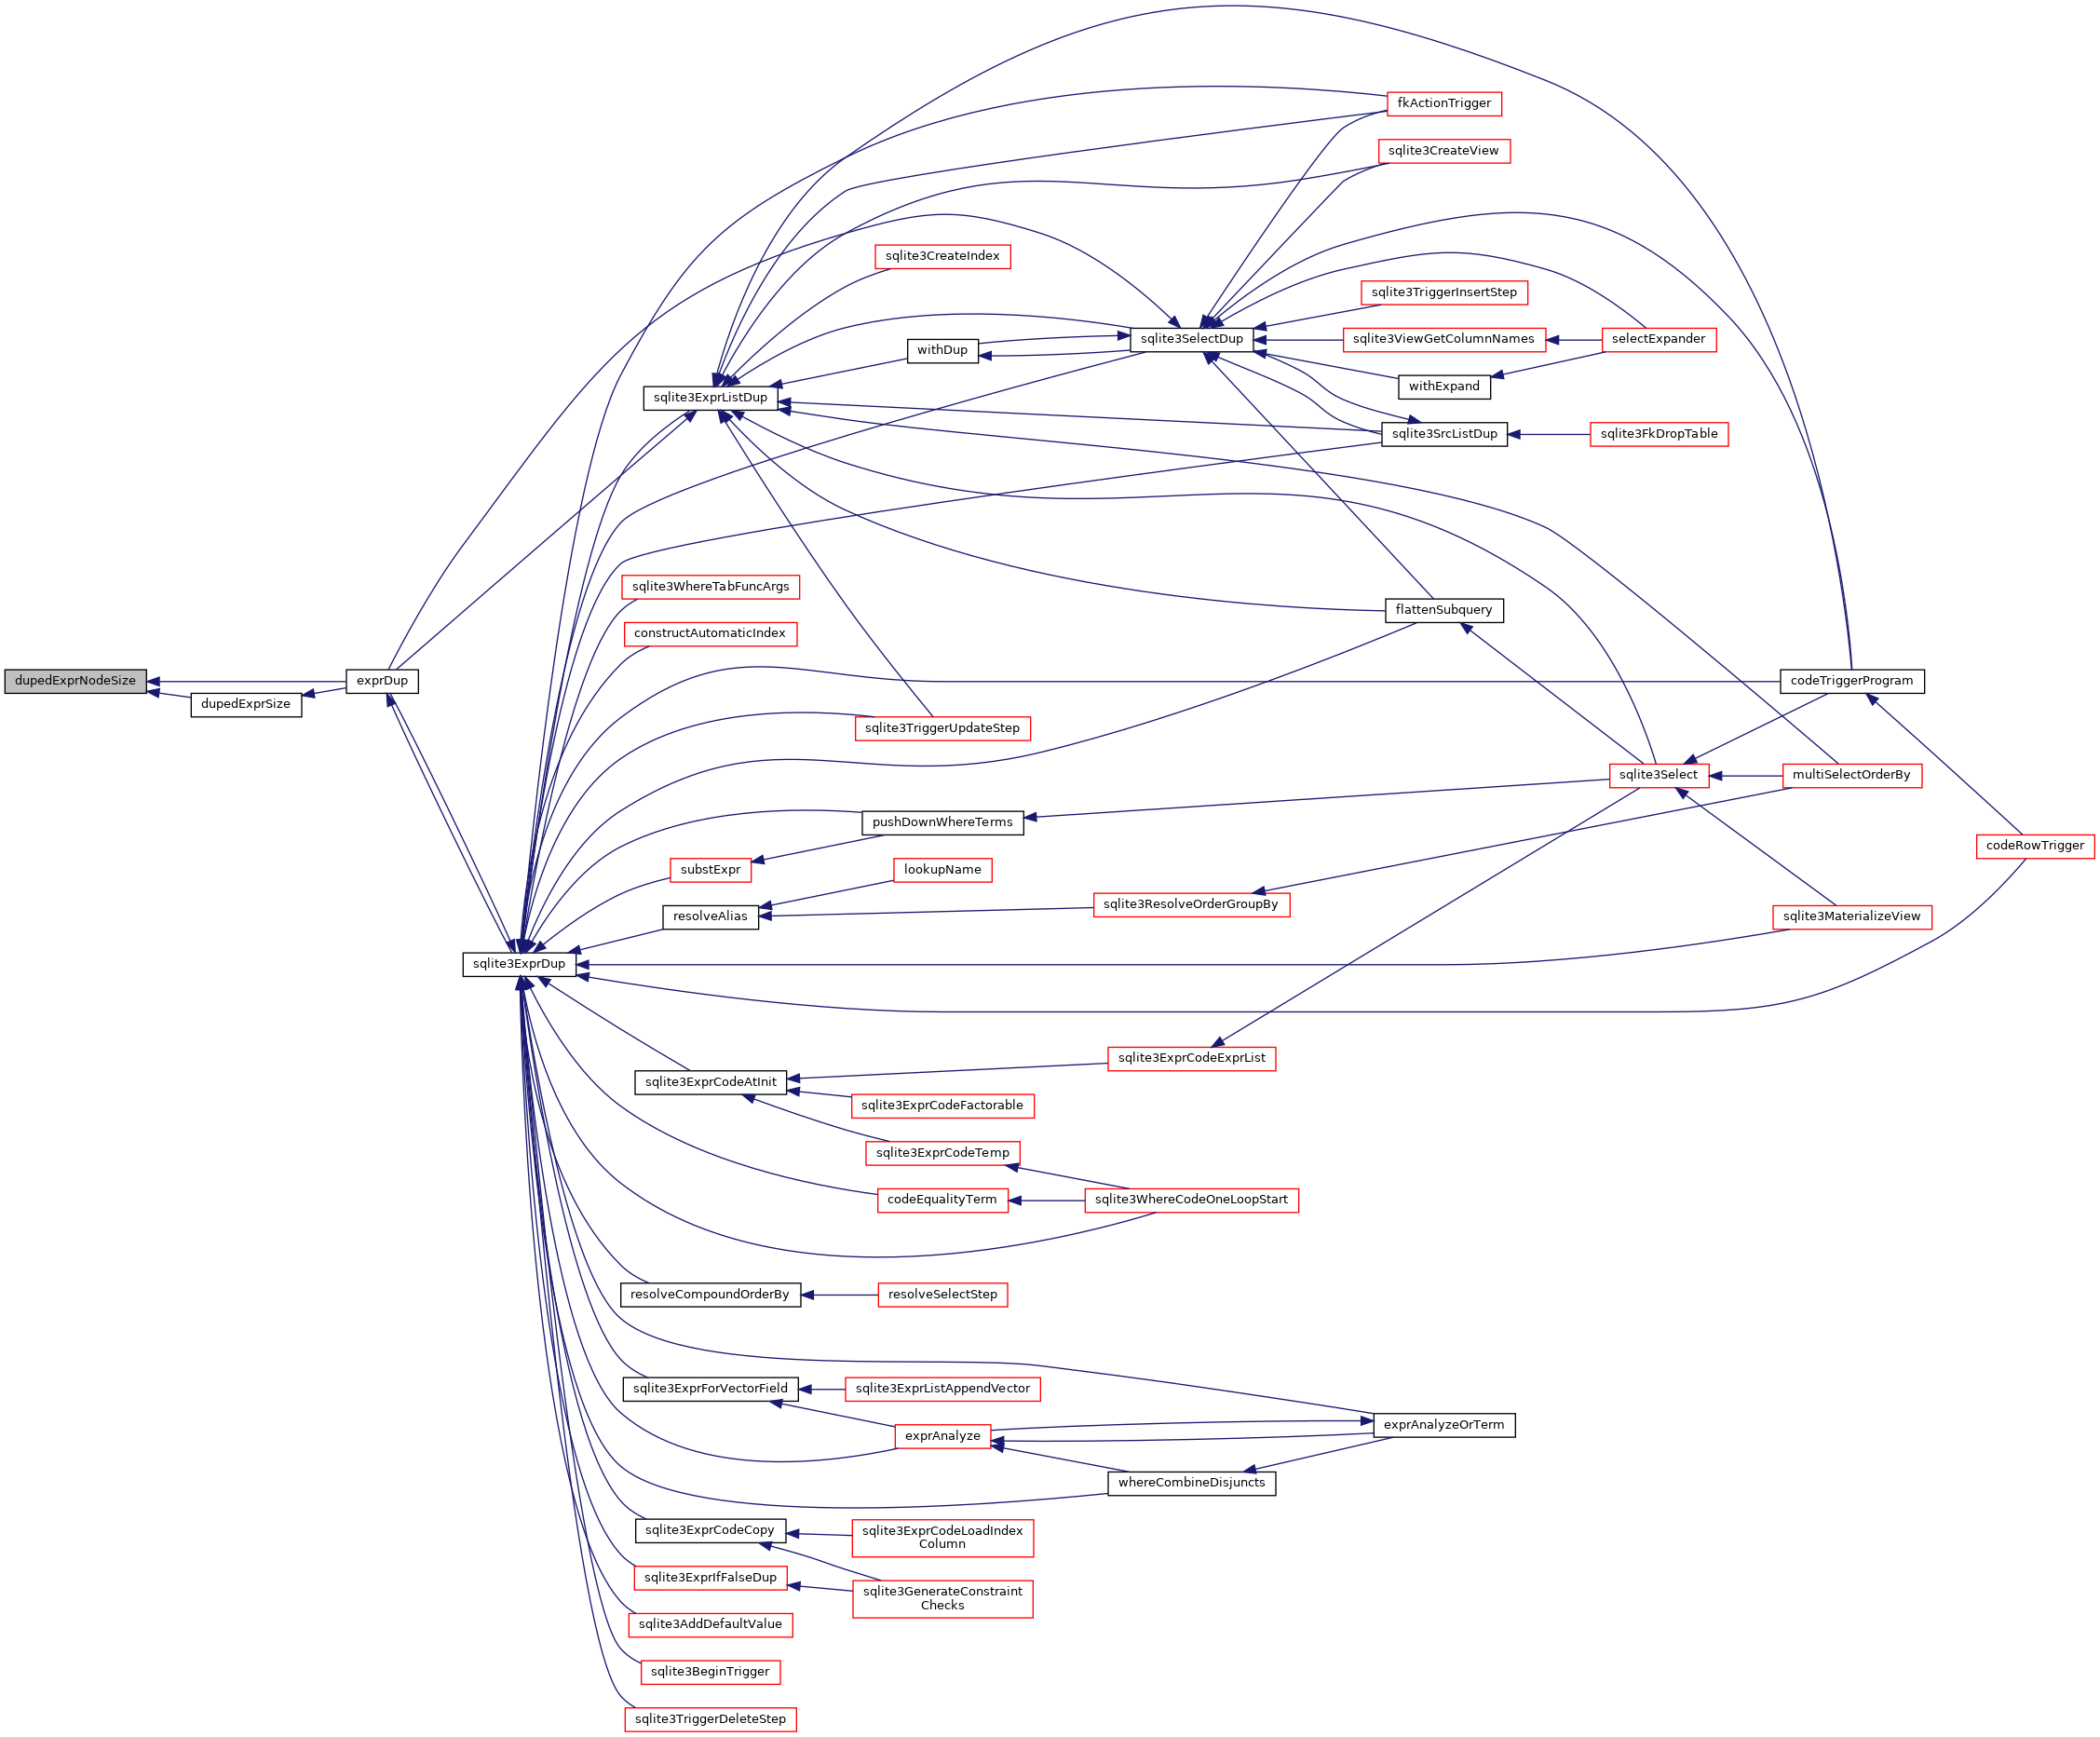 fkActionTrigger
sqlite3CreateView
sqlite3CreateIndex
sqlite3TriggerInsertStep
sqlite3SelectDup
sqlite3ViewGetColumnNames
selectExpander
withDup
withExpand
sqlite3ExprListDup
sqlite3SrcListDup
sqlite3FkDropTable
sqlite3WhereTabFuncArgs
flattenSubquery
constructAutomaticIndex
dupedExprNodeSize
exprDup
codeTriggerProgram
dupedExprSize
sqlite3TriggerUpdateStep
sqlite3Select
multiSelectOrderBy
pushDownWhereTerms
codeRowTrigger
substExpr
lookupName
sqlite3ResolveOrderGroupBy
resolveAlias
sqlite3MaterializeView
sqlite3ExprDup
sqlite3ExprCodeExprList
sqlite3ExprCodeAtInit
sqlite3ExprCodeFactorable
sqlite3ExprCodeTemp
codeEqualityTerm
sqlite3WhereCodeOneLoopStart
resolveCompoundOrderBy
resolveSelectStep
sqlite3ExprForVectorField
sqlite3ExprListAppendVector
exprAnalyzeOrTerm
exprAnalyze
whereCombineDisjuncts
sqlite3ExprCodeCopy
sqlite3ExprCodeLoadIndex
Column
sqlite3ExprIfFalseDup
sqlite3GenerateConstraint
Checks
sqlite3AddDefaultValue
sqlite3BeginTrigger
sqlite3TriggerDeleteStep